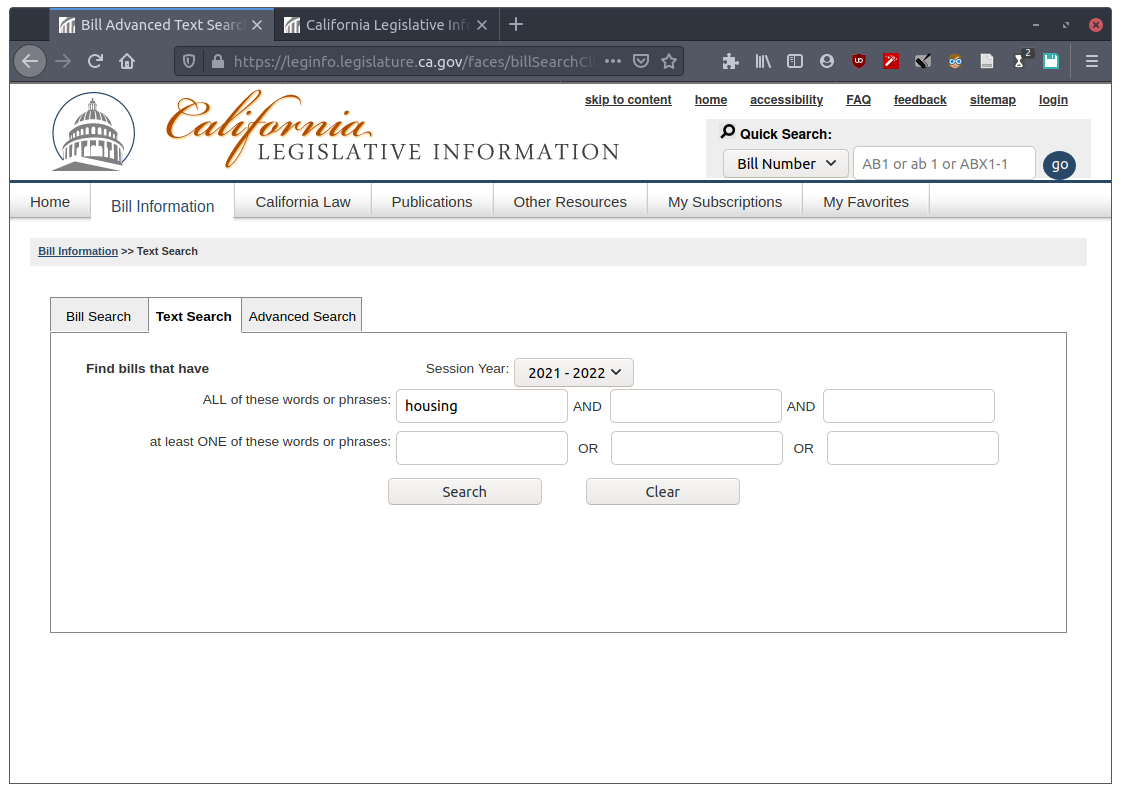 Bill Advanced Text Searc
California Legislative Inf
https://leginfo.legislature.ca.gov/faces/billSearchCl
2
California
LEGISLATIVE INFORMATION
skip to content home accessibility FAQ feedback sitemap login
Quick Search:
Bill Number AB1 or ab 1 or ABX1-1 go
Home Bill Information California Law Publications Other Resources My Subscriptions My Favorites
Bill Information >> Text Search
Bill Search Text Search Advanced Search
Find bills that have Session Year: 2021 - 2022
ALL of these words or phrases: housing AND AND
at least ONE of these words or phrases: OR OR
Search Clear